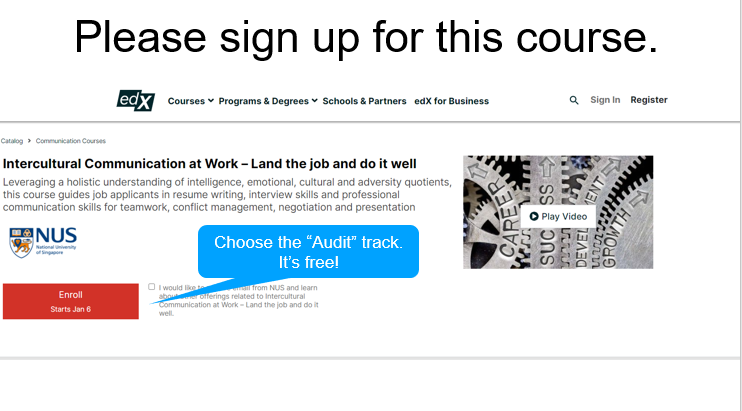 Please sign up for this course.
edX
Courses Programs & Degrees Schools & Partners edX for Business Sign In Register
Catalog > Communication Courses
Intercultural Communication at Work – Land the job and do it well
Leveraging a holistic understanding of intelligence, emotional, cultural and adversity quotients,
this course guides job applicants in resume writing, interview skills and professional
communication skills for teamwork, conflict management, negotiation and presentation
CAREER
SUCCESS
DEVELOPMENT
GROWTH
Play Video
NUS
National University
of Singapore
Choose the “Audit” track.
It’s free!
Enroll
Starts Jan 6
I would like email from NUS and learn
other offerings related to Intercultural
Communication at Work – Land the job and do it
well.